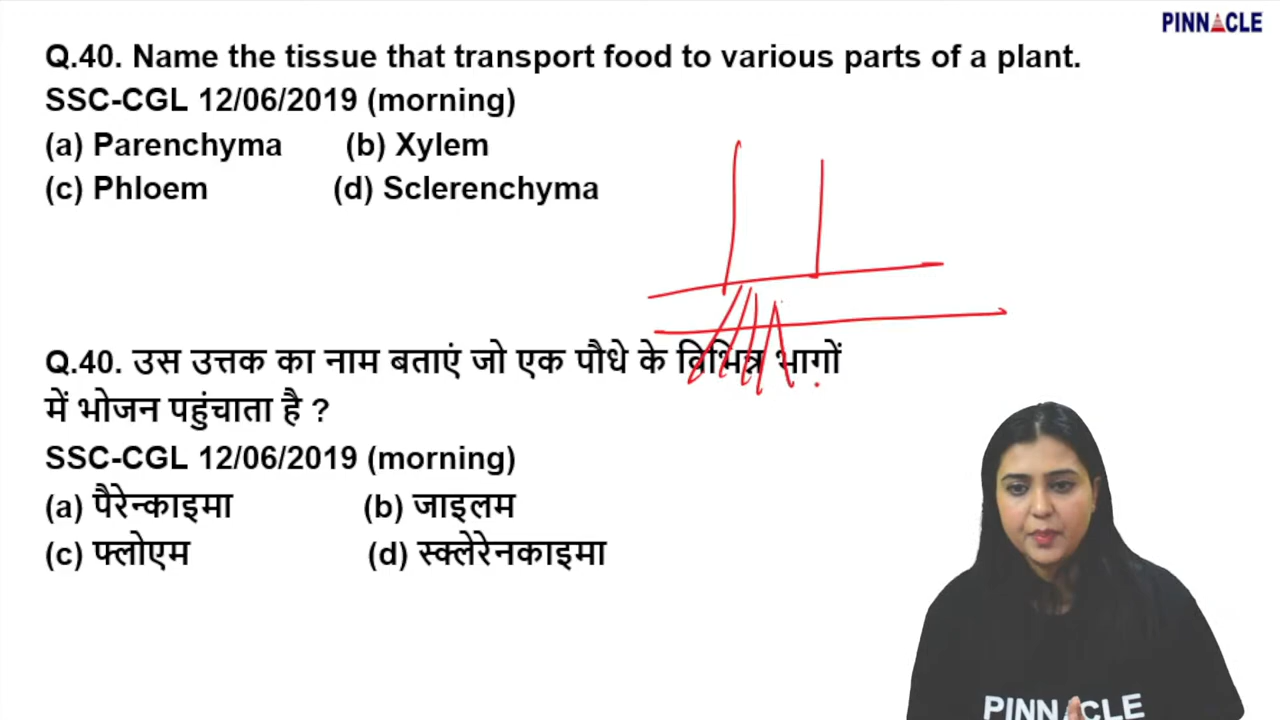 PINNACLE
Q.40. Name the tissue that transport food to various parts of a plant.
SSC-CGL 12/06/2019 (morning)
(a) Parenchyma (b) Xylem
(c) Phloem (d) Sclerenchyma
Q.40. उस उत्तक का नाम बताएं जो एक पौधे के विभिन्न भागों
में भोजन पहुंचाता है ?
SSC-CGL 12/06/2019 (morning)
(a) पैरेन्काइमा (b) जाइलम
(c) फ्लोएम (d) स्क्लेरेनकाइमा
PINNACLE